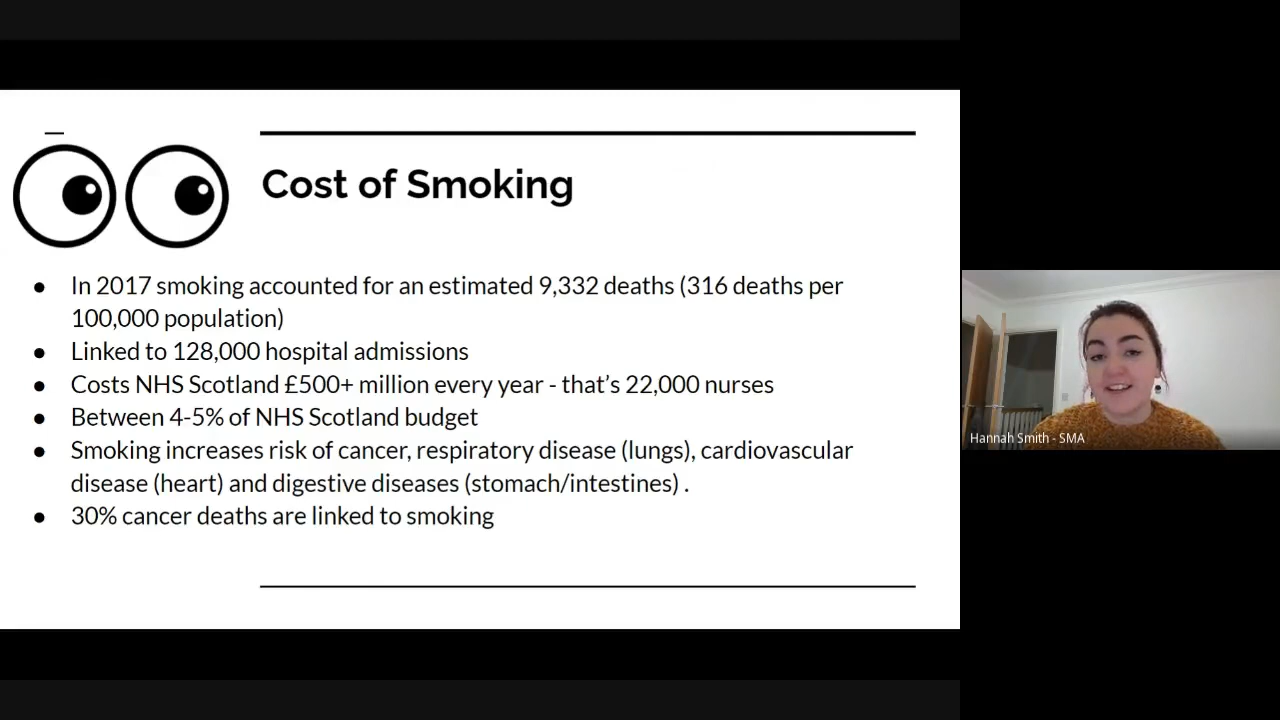 Cost of Smoking
● In 2017 smoking accounted for an estimated 9,332 deaths (316 deaths per
100,000 population)
● Linked to 128,000 hospital admissions
● Costs NHS Scotland £500+ million every year - that’s 22,000 nurses
● Between 4-5% of NHS Scotland budget
● Smoking increases risk of cancer, respiratory disease (lungs), cardiovascular
disease (heart) and digestive diseases (stomach/intestines) .
● 30% cancer deaths are linked to smoking
Hannah Smith - SMA